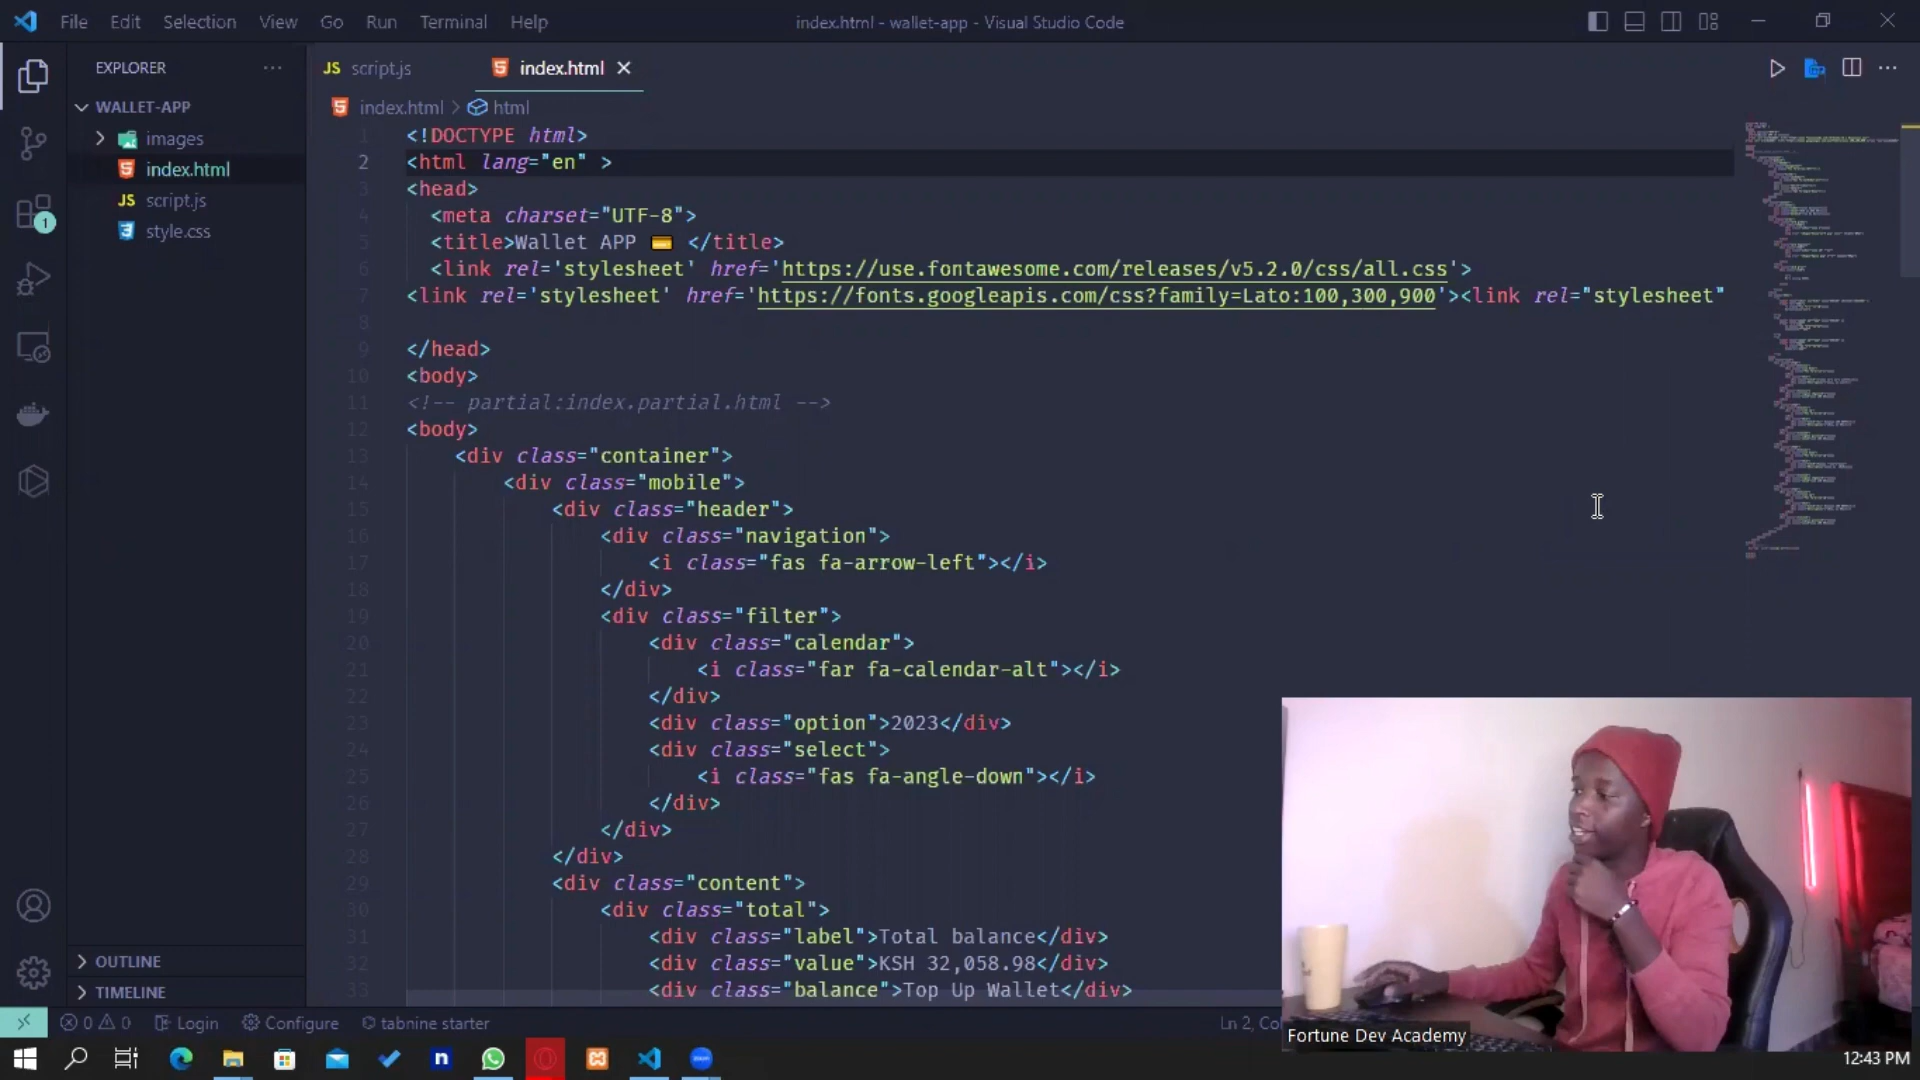 File Edit Selection View Go Run Terminal Help
index.html - wallet-app - Visual Studio Code
EXPLORER
WALLET-APP
images
index.html
JS script.js
style.css
OUTLINE
TIMELINE
1
JS script.js
index.html
index.html > html
1 <!DOCTYPE html>
2 <html lang="en" >
3 <head>
4 <meta charset="UTF-8">
5 <title>Wallet APP 💳 </title>
6 <link rel='stylesheet' href='https://use.fontawesome.com/releases/v5.2.0/css/all.css'>
7 <link rel='stylesheet' href='https://fonts.googleapis.com/css?family=Lato:100,300,900'><link rel="stylesheet"
8
9 </head>
10 <body>
11 <!-- partial:index.partial.html -->
12 <body>
13 <div class="container">
14 <div class="mobile">
15 <div class="header">
16 <div class="navigation">
17 <i class="fas fa-arrow-left"></i>
18 </div>
19 <div class="filter">
20 <div class="calendar">
21 <i class="far fa-calendar-alt"></i>
22 </div>
23 <div class="option">2023</div>
24 <div class="select">
25 <i class="fas fa-angle-down"></i>
26 </div>
27 </div>
28 </div>
29 <div class="content">
30 <div class="total">
31 <div class="label">Total balance</div>
32 <div class="value">KSH 32,058.98</div>
33 <div class="balance">Top Up Wallet</div>
0 0 Login Configure tabnine starter
Ln 2, Co
Fortune Dev Academy
12:43 PM